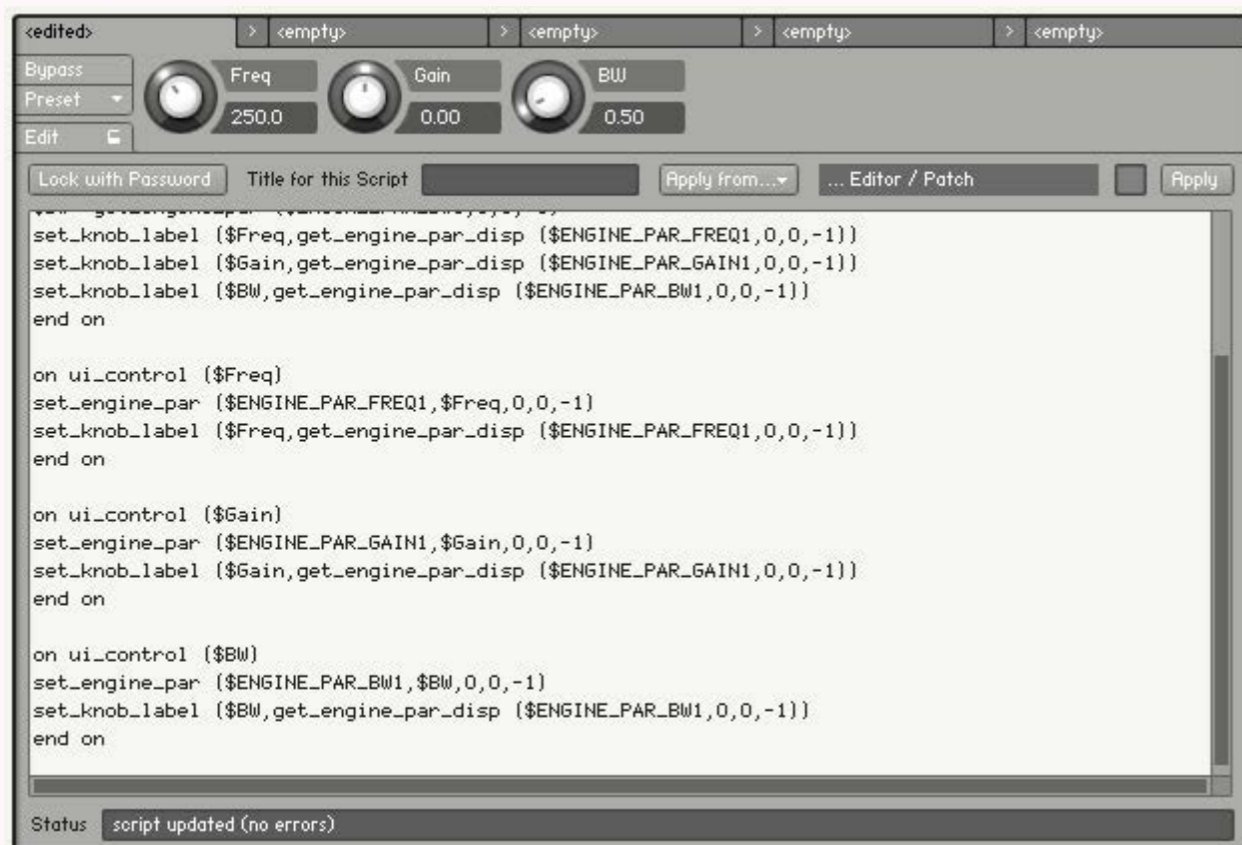 <edited> > <empty> > <empty> > <empty> > <empty>
Bypass
Preset
Edit
Freq
250.0
Gain
0.00
BW
0.50
Lock with Password Title for this Script Apply from... ... Editor / Patch Apply
set_knob_label ($Freq,get_engine_par_disp ($ENGINE_PAR_FREQ1,0,0,-1))
set_knob_label ($Gain,get_engine_par_disp ($ENGINE_PAR_GAIN1,0,0,-1))
set_knob_label ($BW,get_engine_par_disp ($ENGINE_PAR_BW1,0,0,-1))
end on
on ui_control ($Freq)
set_engine_par ($ENGINE_PAR_FREQ1,$Freq,0,0,-1)
set_knob_label ($Freq,get_engine_par_disp ($ENGINE_PAR_FREQ1,0,0,-1))
end on
on ui_control ($Gain)
set_engine_par ($ENGINE_PAR_GAIN1,$Gain,0,0,-1)
set_knob_label ($Gain,get_engine_par_disp ($ENGINE_PAR_GAIN1,0,0,-1))
end on
on ui_control ($BW)
set_engine_par ($ENGINE_PAR_BW1,$BW,0,0,-1)
set_knob_label ($BW,get_engine_par_disp ($ENGINE_PAR_BW1,0,0,-1))
end on
Status script updated (no errors)